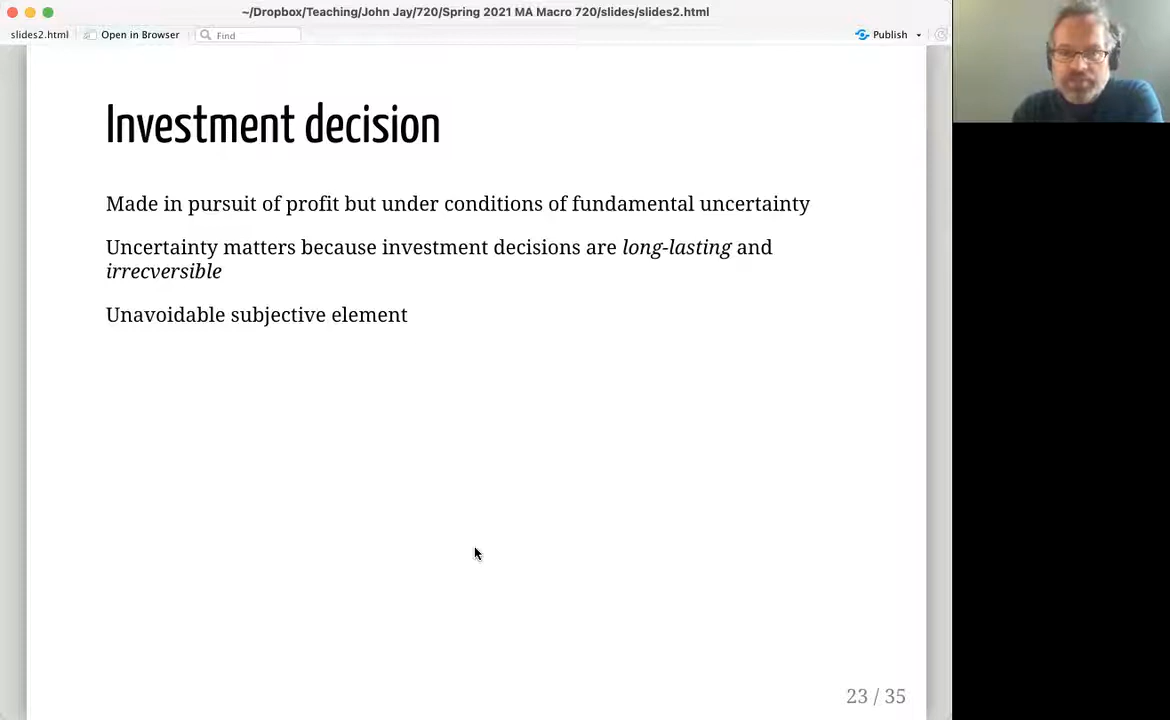 ~/Dropbox/Teaching/John Jay/720/Spring 2021 MA Macro 720/slides/slides2.html
slides2.html
Open in Browser
Find
Publish
Investment decision
Made in pursuit of profit but under conditions of fundamental uncertainty
Uncertainty matters because investment decisions are long-lasting and
irrecversible
Unavoidable subjective element
23 / 35